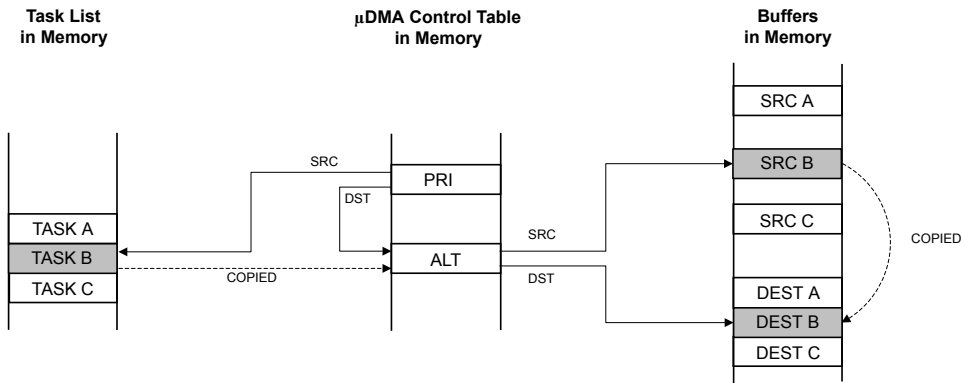 Task List
in Memory
µDMA Control Table
in Memory
Buffers
in Memory
SRC A
SRC
PRI
SRC B
DST
TASK A
SRC C
SRC
TASK B
ALT
COPIED
COPIED
DST
TASK C
DEST A
DEST B
DEST C